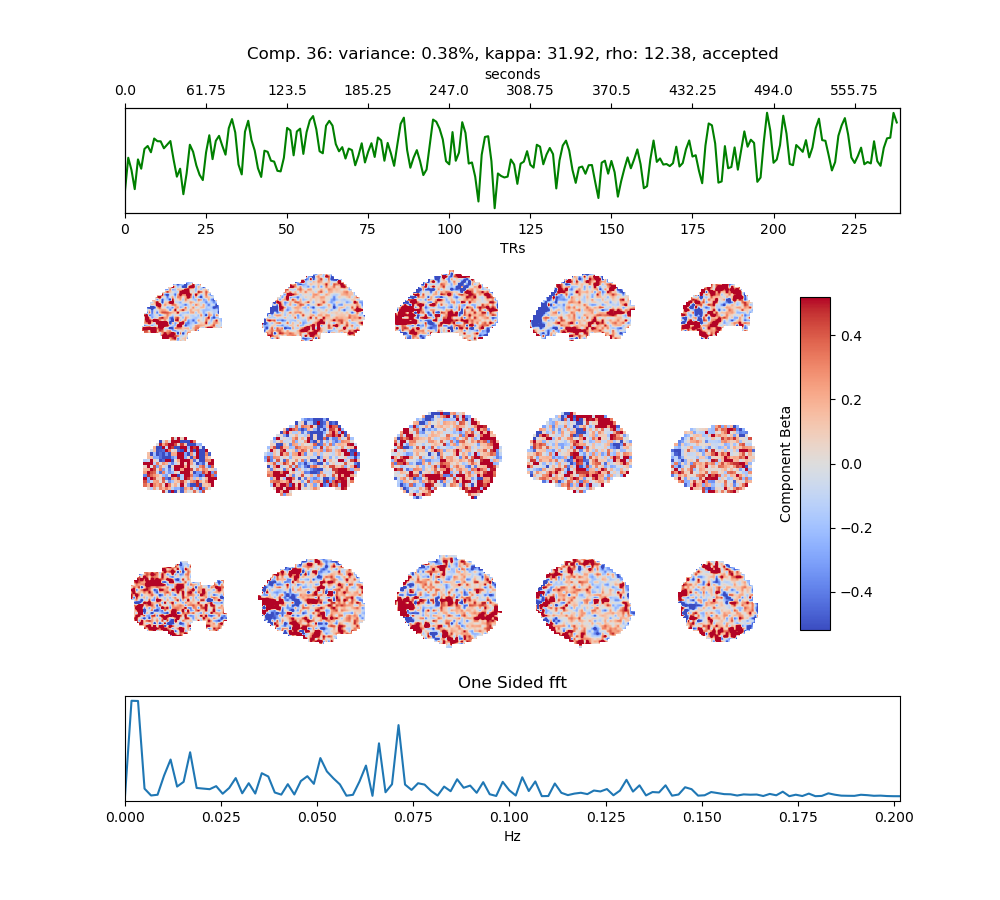 Comp. 36: variance: 0.38%, kappa: 31.92, rho: 12.38, accepted
seconds
0.0 61.75 123.5 185.25 247.0 308.75 370.5 432.25 494.0 555.75
0 25 50 75 100 125 150 175 200 225
TRs
0.4
0.2
0.0
−0.2
−0.4
Component Beta
One Sided fft
0.000 0.025 0.050 0.075 0.100 0.125 0.150 0.175 0.200
Hz